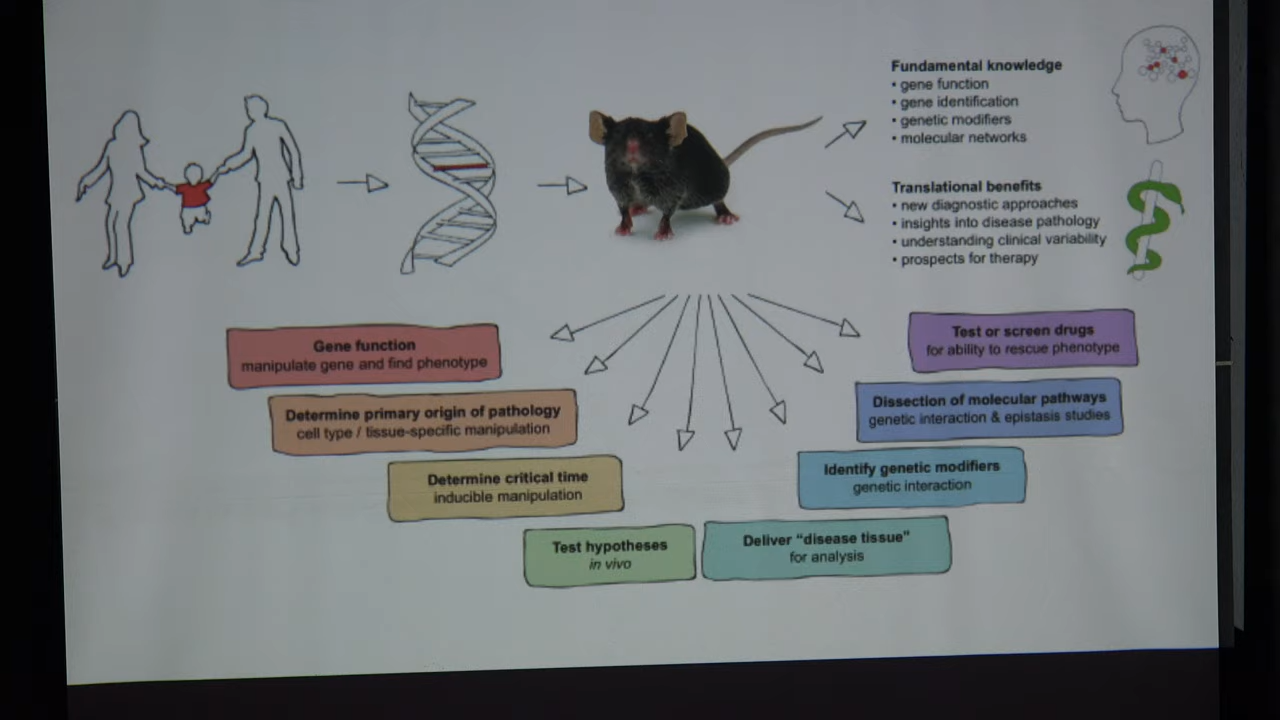 Fundamental knowledge
• gene function
• gene identification
• genetic modifiers
• molecular networks
Translational benefits
• new diagnostic approaches
• insights into disease pathology
• understanding clinical variability
• prospects for therapy
Gene function
manipulate gene and find phenotype
Determine primary origin of pathology
cell type / tissue-specific manipulation
Determine critical time
inducible manipulation
Test hypotheses
in vivo
Deliver “disease tissue”
for analysis
Identify genetic modifiers
genetic interaction
Dissection of molecular pathways
genetic interaction & epistasis studies
Test or screen drugs
for ability to rescue phenotype